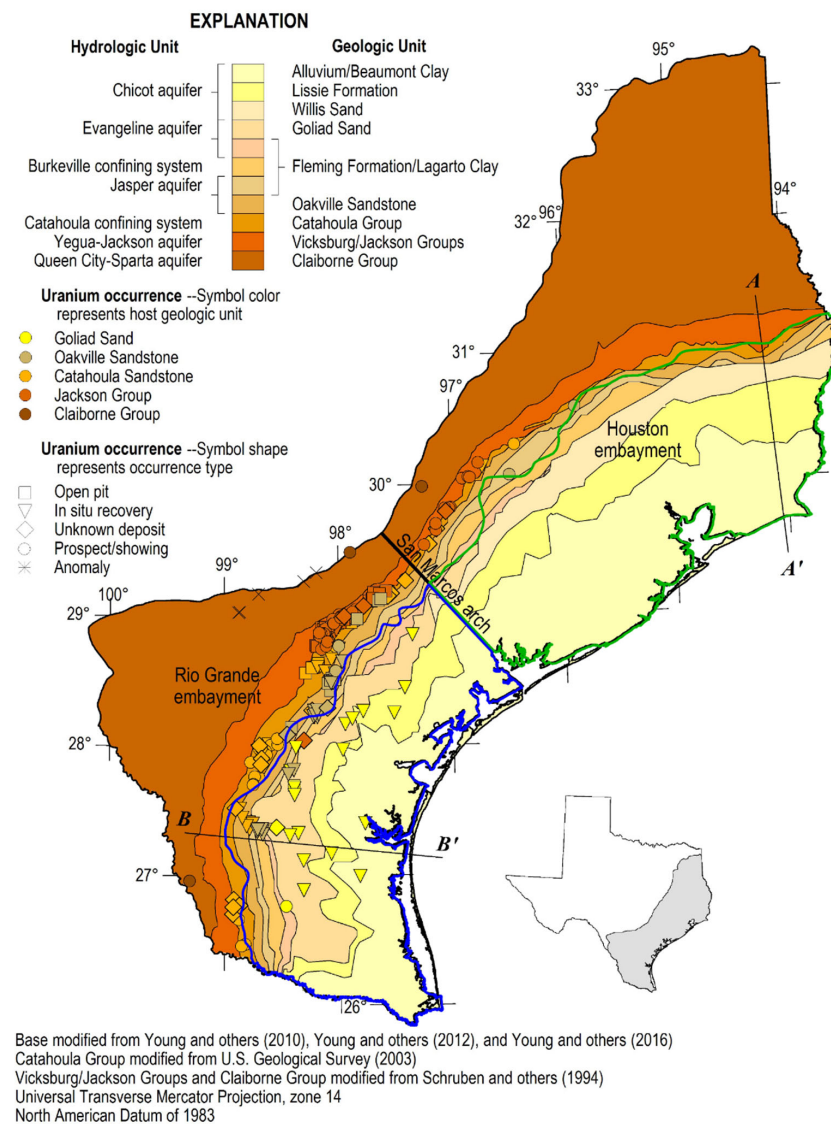 EXPLANATION
Hydrologic Unit
Geologic Unit
Alluvium/Beaumont Clay
Chicot aquifer
Lissie Formation
Willis Sand
Evangeline aquifer
Goliad Sand
Burkeville confining system
Fleming Formation/Lagarto Clay
Jasper aquifer
Oakville Sandstone
Catahoula confining system
Catahoula Group
Yegua-Jackson aquifer
Vicksburg/Jackson Groups
Queen City-Sparta aquifer
Claiborne Group
Uranium occurrence --Symbol color
represents host geologic unit
Goliad Sand
Oakville Sandstone
Catahoula Sandstone
Jackson Group
Claiborne Group
Uranium occurrence --Symbol shape
represents occurrence type
Open pit
In situ recovery
Unknown deposit
Prospect/showing
Anomaly
95°
33°
94°
96°
32°
A
31°
97°
Houston
embayment
30°
98°
San Marcos arch
A'
99°
100°
29°
Rio Grande
embayment
28°
B
B'
27°
26°
Base modified from Young and others (2010), Young and others (2012), and Young and others (2016)
Catahoula Group modified from U.S. Geological Survey (2003)
Vicksburg/Jackson Groups and Claiborne Group modified from Schruben and others (1994)
Universal Transverse Mercator Projection, zone 14
North American Datum of 1983